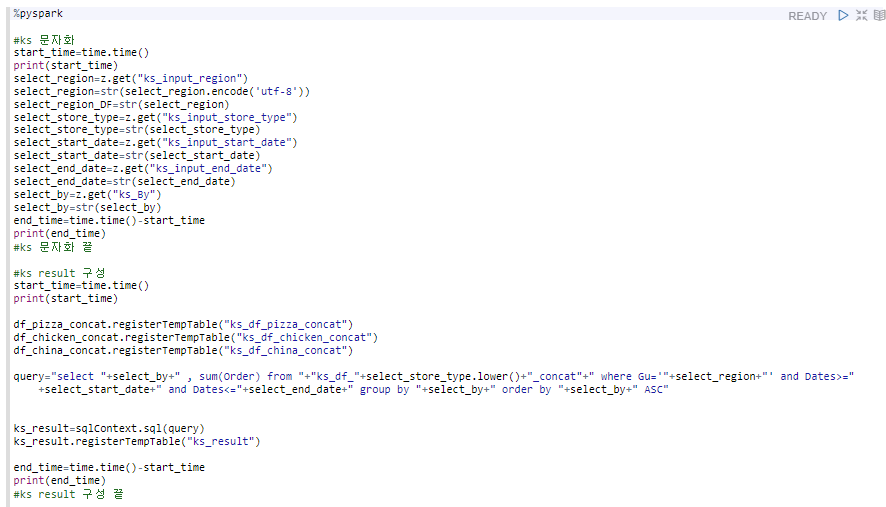 %pyspark
READY
#ks 문자화
start_time=time.time()
print(start_time)
select_region=z.get("ks_input_region")
select_region=str(select_region.encode('utf-8'))
select_region_DF=str(select_region)
select_store_type=z.get("ks_input_store_type")
select_store_type=str(select_store_type)
select_start_date=z.get("ks_input_start_date")
select_start_date=str(select_start_date)
select_end_date=z.get("ks_input_end_date")
select_end_date=str(select_end_date)
select_by=z.get("ks_By")
select_by=str(select_by)
end_time=time.time()-start_time
print(end_time)
#ks 문자화 끝
#ks result 구성
start_time=time.time()
print(start_time)
df_pizza_concat.registerTempTable("ks_df_pizza_concat")
df_chicken_concat.registerTempTable("ks_df_chicken_concat")
df_china_concat.registerTempTable("ks_df_china_concat")
query="select "+select_by+" , sum(Order) from "+"ks_df_"+select_store_type.lower()+"_concat"+" where Gu='"+select_region+"' and Dates>="
+select_start_date+" and Dates<="+select_end_date+" group by "+select_by+" order by "+select_by+" ASC"
ks_result=sqlContext.sql(query)
ks_result.registerTempTable("ks_result")
end_time=time.time()-start_time
print(end_time)
#ks result 구성 끝